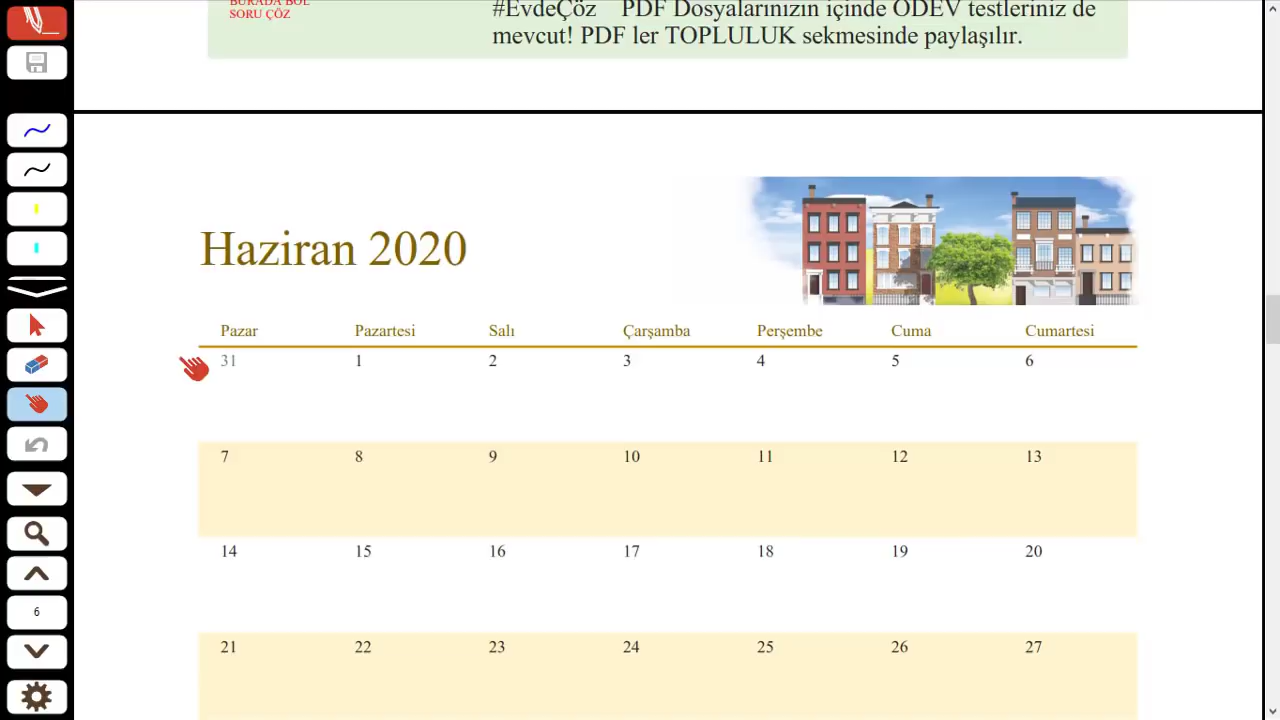 BURADA BOL
SORU ÇÖZ
#EvdeÇöz PDF Dosyalarınızın içinde ÖDEV testleriniz de
mevcut! PDF ler TOPLULUK sekmesinde paylaşılır.
Haziran 2020
Pazar Pazartesi Salı Çarşamba Perşembe Cuma Cumartesi
31 1 2 3 4 5 6
7 8 9 10 11 12 13
14 15 16 17 18 19 20
21 22 23 24 25 26 27
6